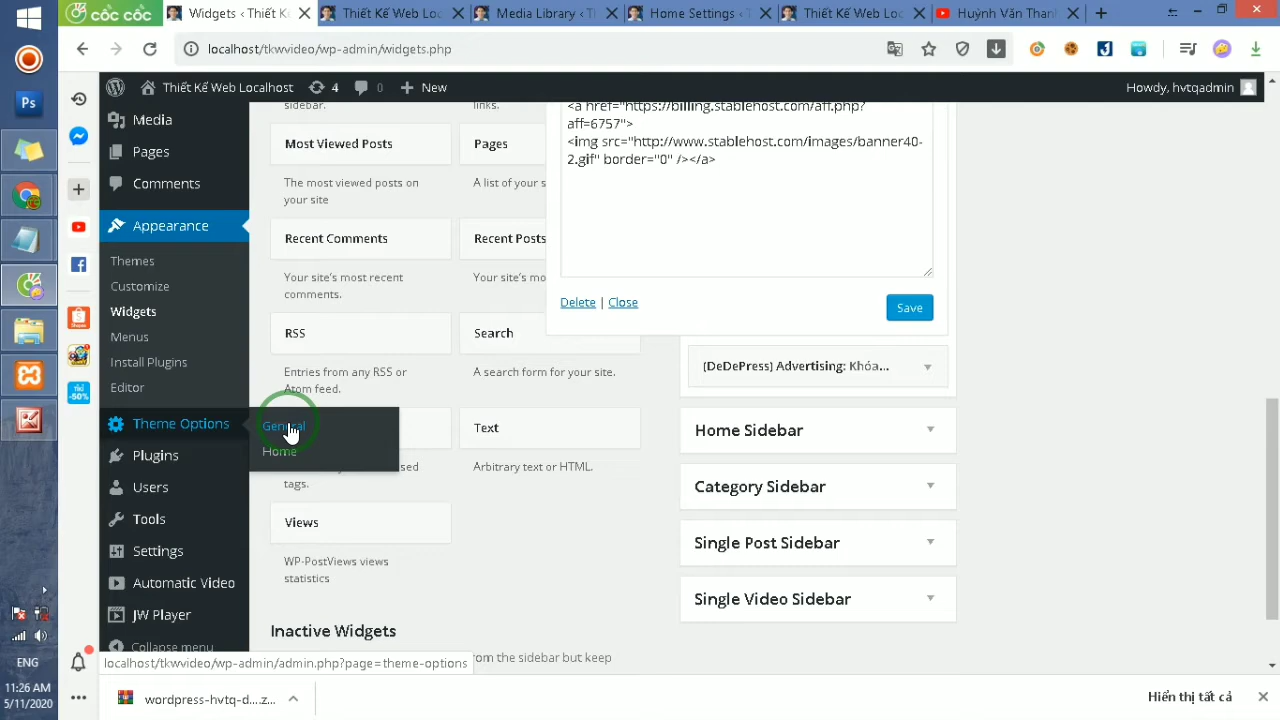 cốc cốc
Widgets ‹ Thiết K
Thiết Kế Web Loc
Media Library ‹ T
Home Settings ‹ T
Thiết Kế Web Loc
Huỳnh Văn Thanh
localhost/tkwvideo/wp-admin/widgets.php
Thiết Kế Web Localhost
4
0
New
Howdy, hvtqadmin
Ps
Media
Pages
Comments
Appearance
Themes
Customize
Widgets
Menus
Install Plugins
Editor
Theme Options
General
Home
Plugins
Users
Tools
Settings
Automatic Video
JW Player
Collapse menu
sidebar.
links.
Most Viewed Posts
Pages
The most viewed posts on
your site
A list of your s
Recent Comments
Recent Posts
Your site's most recent
comments.
Your site's mos
RSS
Search
Entries from any RSS or
Atom feed.
A search form for your site.
Text
used
tags.
Arbitrary text or HTML.
Views
WP-PostViews views
statistics
Inactive Widgets
om the sidebar but keep
<a href="https://billing.stablehost.com/aff.php?
aff=6757">
<img src="http://www.stablehost.com/images/banner40-
2.gif" border="0" /></a>
Delete | Close
Save
(DeDePress) Advertising: Khóa...
Home Sidebar
Category Sidebar
Single Post Sidebar
Single Video Sidebar
localhost/tkwvideo/wp-admin/admin.php?page=theme-options
ENG
11:26 AM
5/11/2020
wordpress-hvtq-d....z...
Hiển thị tất cả